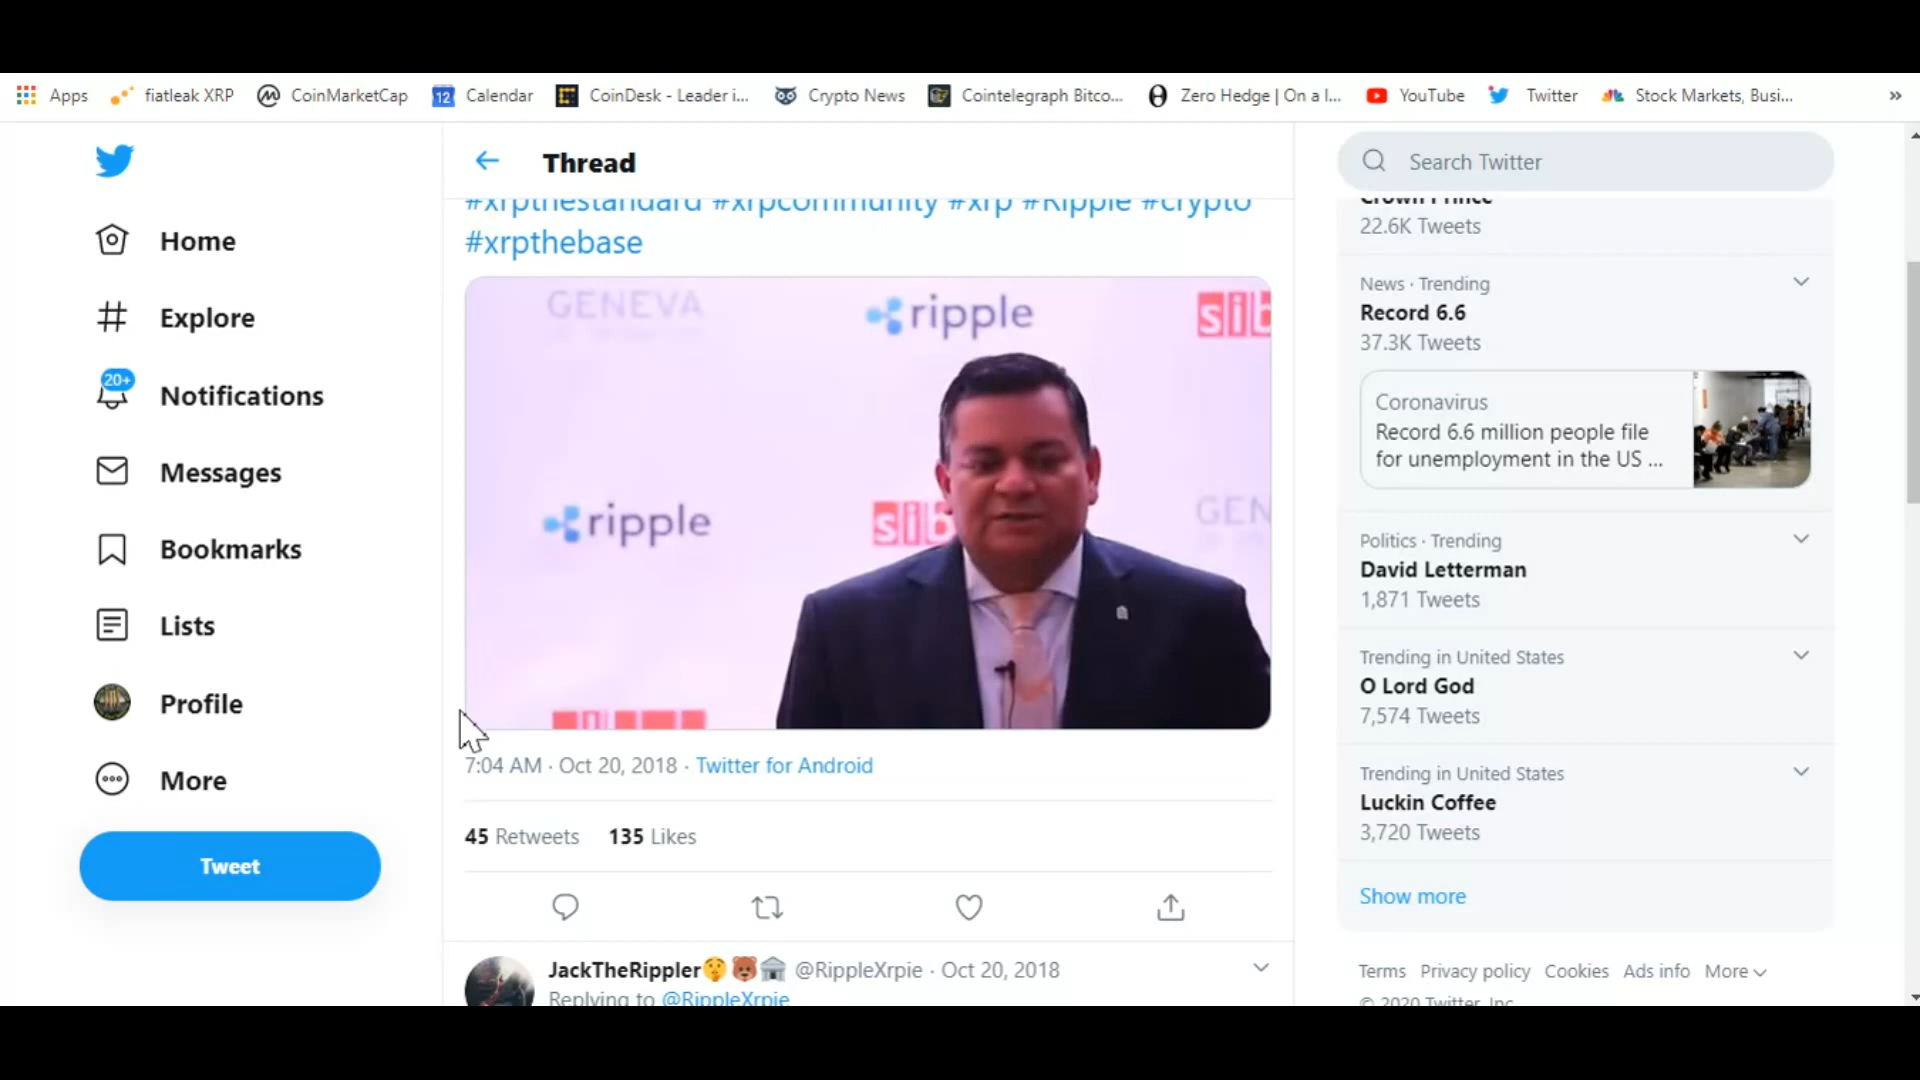 Apps
fiatleak XRP
CoinMarketCap
12
Calendar
CoinDesk - Leader i...
Crypto News
Cointelegraph Bitco...
Zero Hedge | On a I...
YouTube
Twitter
Stock Markets, Busi...
»
Home
Explore
20+
Notifications
Messages
Bookmarks
Lists
Profile
More
Tweet
Thread
#xrpthestandard #xrpcommunity #xrp #Ripple #crypto
#xrpthebase
GENEVA
ripple
sib
ripple
sib
GEN
7:04 AM · Oct 20, 2018 · Twitter for Android
45 Retweets 135 Likes
JackTheRippler @RippleXrpie · Oct 20, 2018
Replying to @RippleXrpie
Search Twitter
Crown Prince
22.6K Tweets
News · Trending
Record 6.6
37.3K Tweets
Coronavirus
Record 6.6 million people file
for unemployment in the US ...
Politics · Trending
David Letterman
1,871 Tweets
Trending in United States
O Lord God
7,574 Tweets
Trending in United States
Luckin Coffee
3,720 Tweets
Show more
Terms Privacy policy Cookies Ads info More
© 2020 Twitter, Inc.